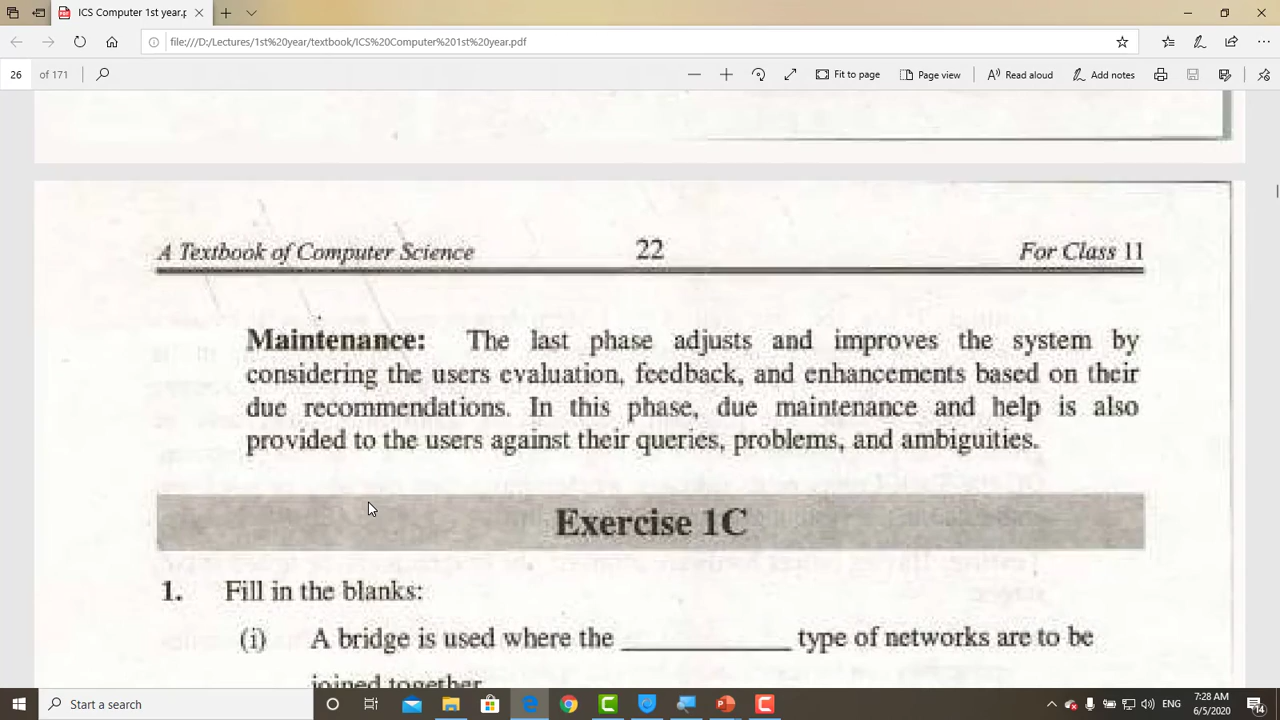 ICS Computer 1st year.p
file:///D:/Lectures/1st%20year/textbook/ICS%20Computer%201st%20year.pdf
26 of 171
Fit to page
Page view
Read aloud
Add notes
A Textbook of Computer Science 22 For Class 11
Maintenance: The last phase adjusts and improves the system by
considering the users evaluation, feedback, and enhancements based on their
due recommendations. In this phase, due maintenance and help is also
provided to the users against their queries, problems, and ambiguities.
Exercise 1C
1. Fill in the blanks:
(i) A bridge is used where the ____________ type of networks are to be
joined together
Start a search
ENG
7:28 AM
6/5/2020
14